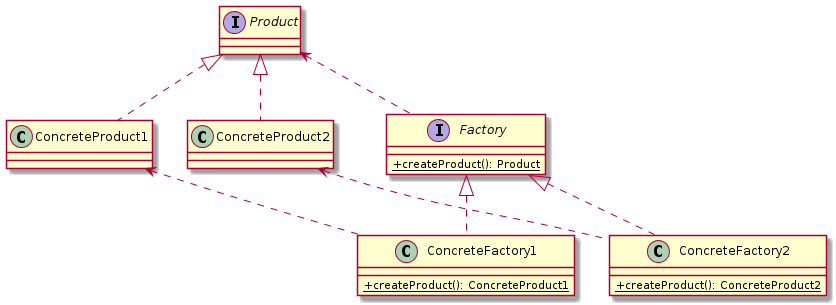 I Product
C ConcreteProduct1
C ConcreteProduct2
I Factory
+createProduct(): Product
C ConcreteFactory1
+createProduct(): ConcreteProduct1
C ConcreteFactory2
+createProduct(): ConcreteProduct2